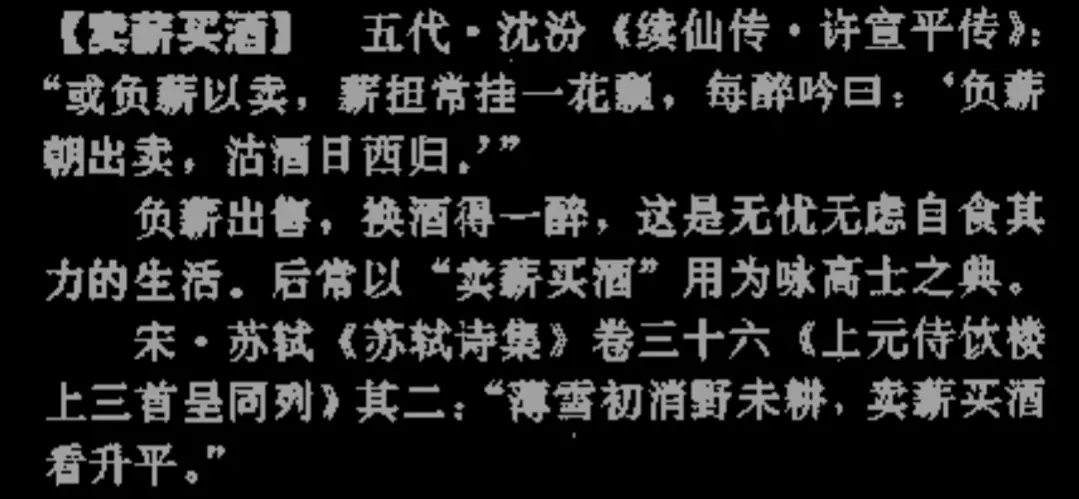 【卖薪买酒】 五代·沈汾《续仙传·许宣平传》：
“或负薪以卖，薪担常挂一花瓢，每醉吟曰：‘负薪
朝出卖，沽酒日西归.’”
负薪出售，换酒得一醉，这是无忧无虑自食其
力的生活。后常以“卖薪买酒”用为咏高士之典。
宋·苏轼《苏轼诗集》卷三十六《上元侍饮楼
上三首呈同列》其二：“薄雪初消野未耕，卖薪买酒
看升平。”